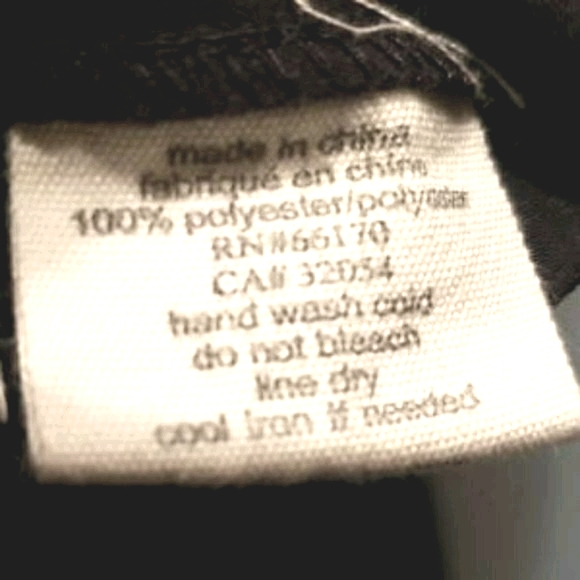 made in china
fabriqué en chine
100% polyester/polyester
RN#66170
CA# 32054
hand wash cold
do not bleach
line dry
cool iron if needed